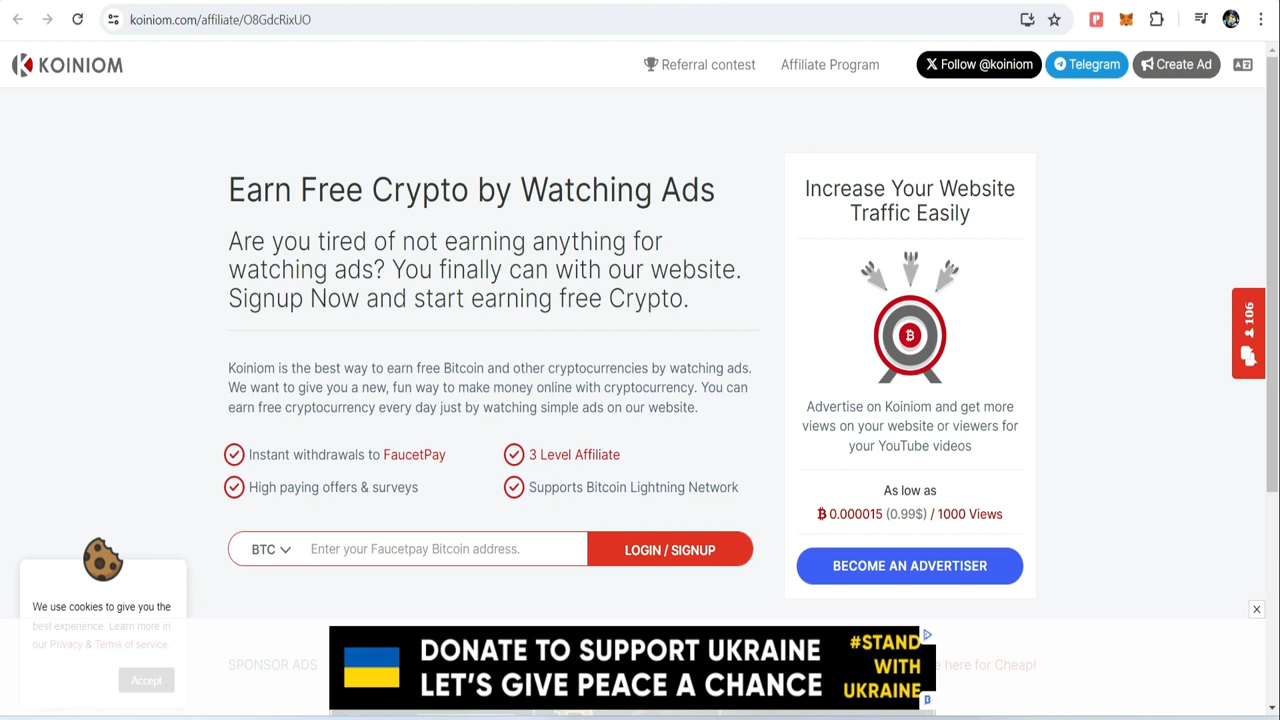 koiniom.com/affiliate/O8GdcRixUO
KOINIOM
Referral contest
Affiliate Program
Follow @koiniom
Telegram
Create Ad
Earn Free Crypto by Watching Ads
Are you tired of not earning anything for
watching ads? You finally can with our website.
Signup Now and start earning free Crypto.
Koiniom is the best way to earn free Bitcoin and other cryptocurrencies by watching ads.
We want to give you a new, fun way to make money online with cryptocurrency. You can
earn free cryptocurrency every day just by watching simple ads on our website.
Instant withdrawals to FaucetPay
3 Level Affiliate
High paying offers & surveys
Supports Bitcoin Lightning Network
BTC
Enter your Faucetpay Bitcoin address.
LOGIN / SIGNUP
Increase Your Website
Traffic Easily
Advertise on Koiniom and get more
views on your website or viewers for
your YouTube videos
As low as
₿ 0.000015 (0.99$) / 1000 Views
BECOME AN ADVERTISER
106
We use cookies to give you the
best experience. Learn more in
our Privacy & Terms of service.
Accept
SPONSOR ADS
DONATE TO SUPPORT UKRAINE
LET'S GIVE PEACE A CHANCE
#STAND
WITH
UKRAINE
here for Cheap!